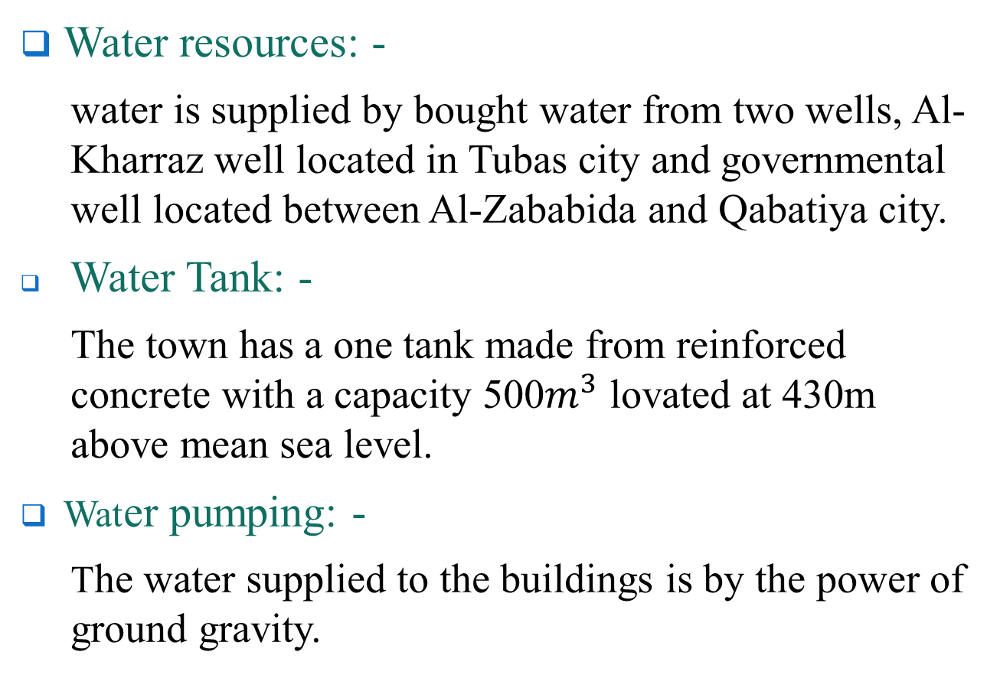 Water resources: -
water is supplied by bought water from two wells, Al-
Kharraz well located in Tubas city and governmental
well located between Al-Zababida and Qabatiya city.
Water Tank: -
The town has a one tank made from reinforced
concrete with a capacity 500m³ lovated at 430m
above mean sea level.
Water pumping: -
The water supplied to the buildings is by the power of
ground gravity.